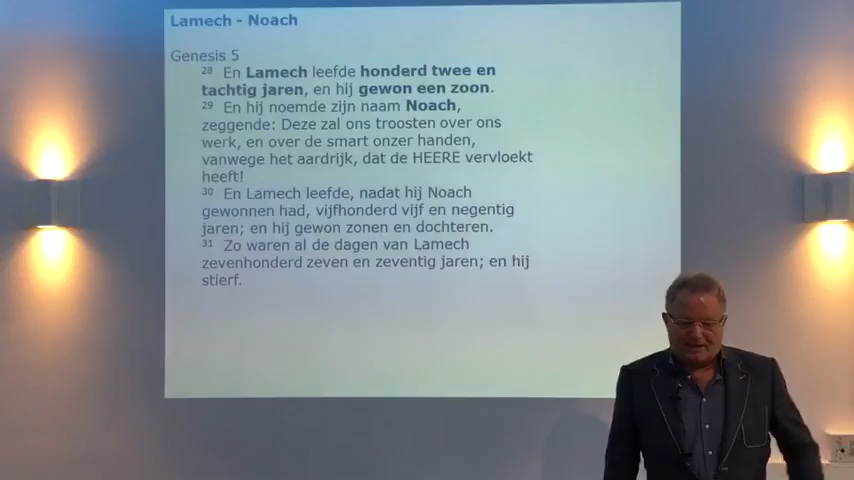 Lamech - Noach
Genesis 5
28 En Lamech leefde honderd twee en
tachtig jaren, en hij gewon een zoon.
29 En hij noemde zijn naam Noach,
zeggende: Deze zal ons troosten over ons
werk, en over de smart onzer handen,
vanwege het aardrijk, dat de HEERE vervloekt
heeft!
30 En Lamech leefde, nadat hij Noach
gewonnen had, vijfhonderd vijf en negentig
jaren; en hij gewon zonen en dochteren.
31 Zo waren al de dagen van Lamech
zevenhonderd zeven en zeventig jaren; en hij
stierf.